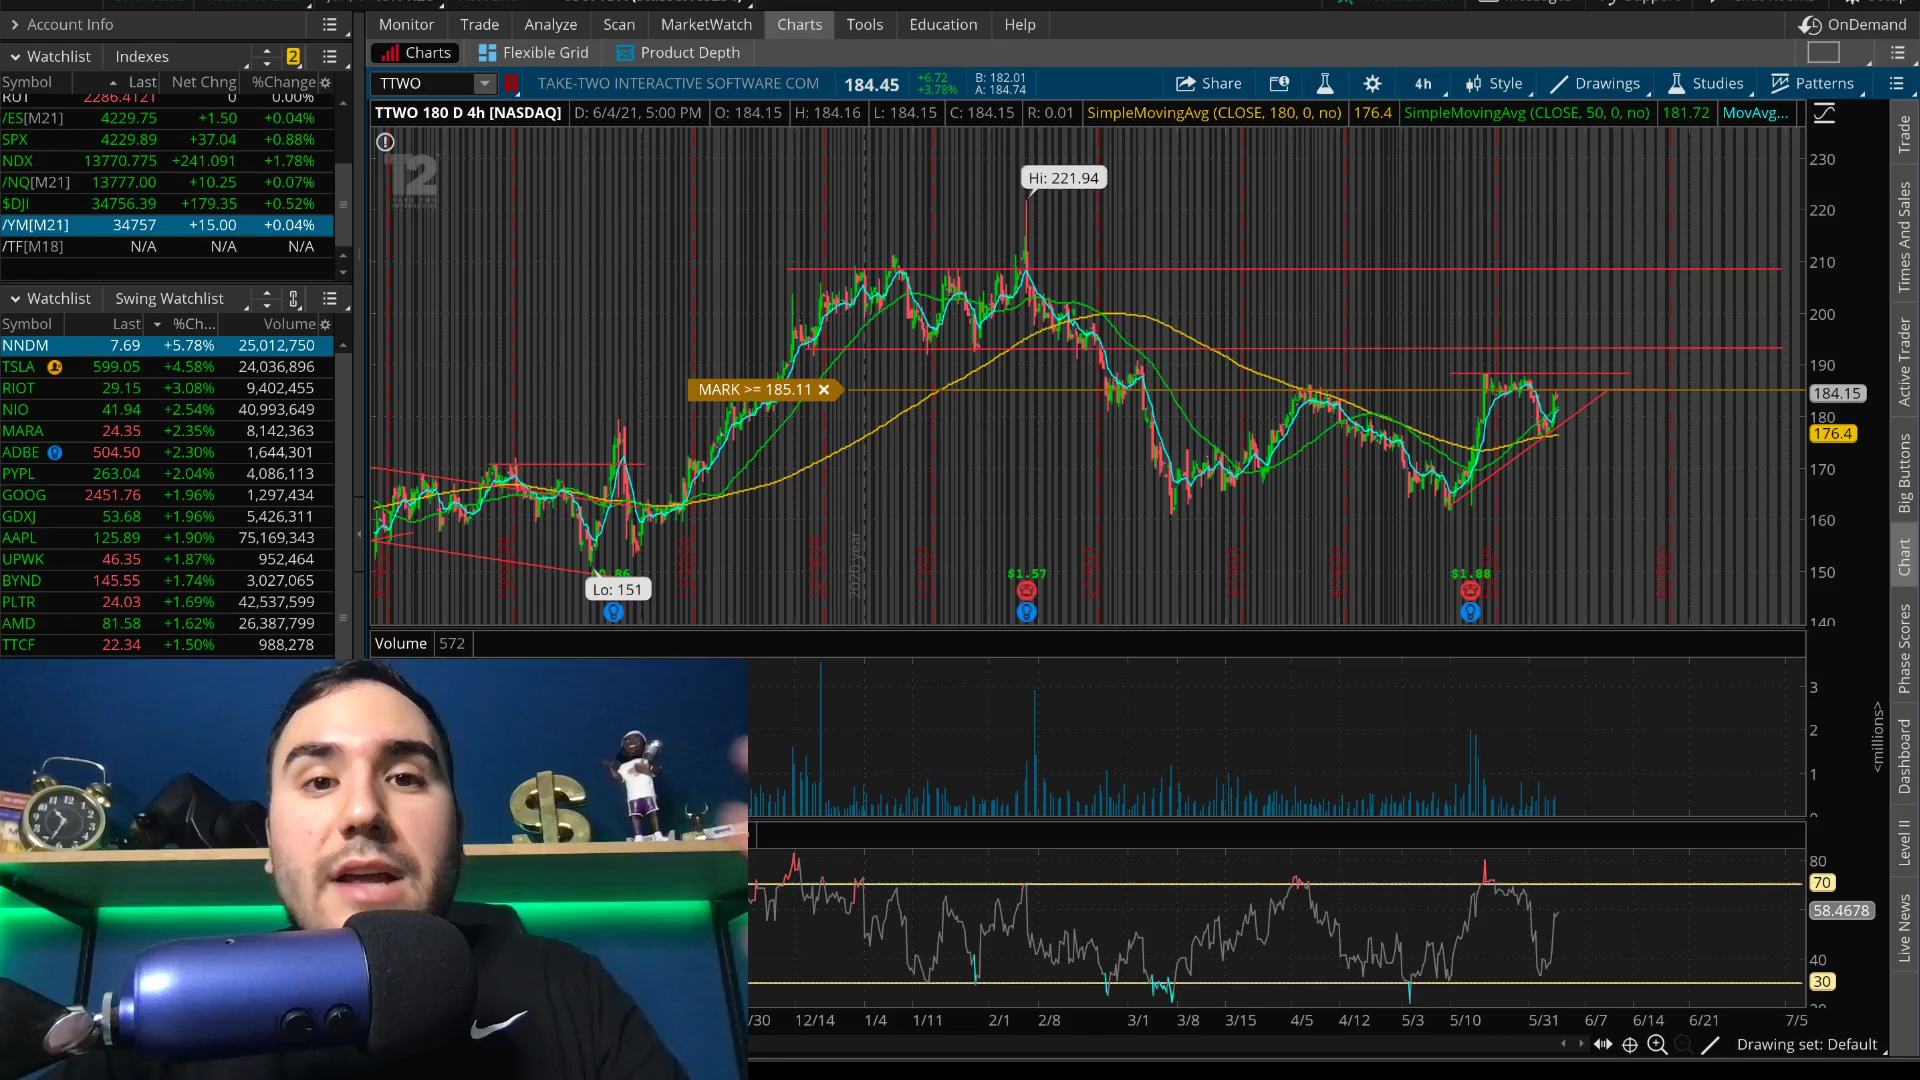 Account Info
Monitor Trade Analyze Scan MarketWatch Charts Tools Education Help
OnDemand
Watchlist Indexes 2
Charts Flexible Grid Product Depth
Symbol Last Net Chng %Change
RUT 2286.4121 0 0.00%
/ES[M21] 4229.75 +1.50 +0.04%
SPX 4229.89 +37.04 +0.88%
NDX 13770.775 +241.091 +1.78%
/NQ[M21] 13777.00 +10.25 +0.07%
$DJI 34756.39 +179.35 +0.52%
/YM[M21] 34757 +15.00 +0.04%
/TF[M18] N/A N/A N/A
Watchlist Swing Watchlist
Symbol Last %Ch... Volume
NNDM 7.69 +5.78% 25,012,750
TSLA 599.05 +4.58% 24,036,896
RIOT 29.15 +3.08% 9,402,455
NIO 41.94 +2.54% 40,993,649
MARA 24.35 +2.35% 8,142,363
ADBE 504.50 +2.30% 1,644,301
PYPL 263.04 +2.04% 4,086,113
GOOG 2451.76 +1.96% 1,297,434
GDXJ 53.68 +1.96% 5,426,311
AAPL 125.89 +1.90% 75,169,343
UPWK 46.35 +1.87% 952,464
BYND 145.55 +1.74% 3,027,065
PLTR 24.03 +1.69% 42,537,599
AMD 81.58 +1.62% 26,387,799
TTCF 22.34 +1.50% 988,278
TTWO TAKE-TWO INTERACTIVE SOFTWARE COM 184.45 +6.72 B: 182.01
+3.78% A: 184.74
Share 4h Style Drawings Studies Patterns
TTWO 180 D 4h [NASDAQ] D: 6/4/21, 5:00 PM O: 184.15 H: 184.16 L: 184.15 C: 184.15 R: 0.01 SimpleMovingAvg (CLOSE, 180, 0, no) 176.4 SimpleMovingAvg (CLOSE, 50, 0, no) 181.72 MovAvg...
T2
Hi: 221.94
MARK >= 185.11
Lo: 151
2020 year
$1.57
$1.88
230
220
210
200
190
184.15
180
176.4
170
160
150
140
Volume 572
3
2
1
<millions>
80
70
58.4678
40
30
/30 12/14 1/4 1/11 2/1 2/8 3/1 3/8 3/15 4/5 4/12 5/3 5/10 5/31 6/7 6/14 6/21 7/5
Drawing set: Default
Trade
Times And Sales
Active Trader
Big Buttons
Chart
Phase Scores
Dashboard
Level II
Live News